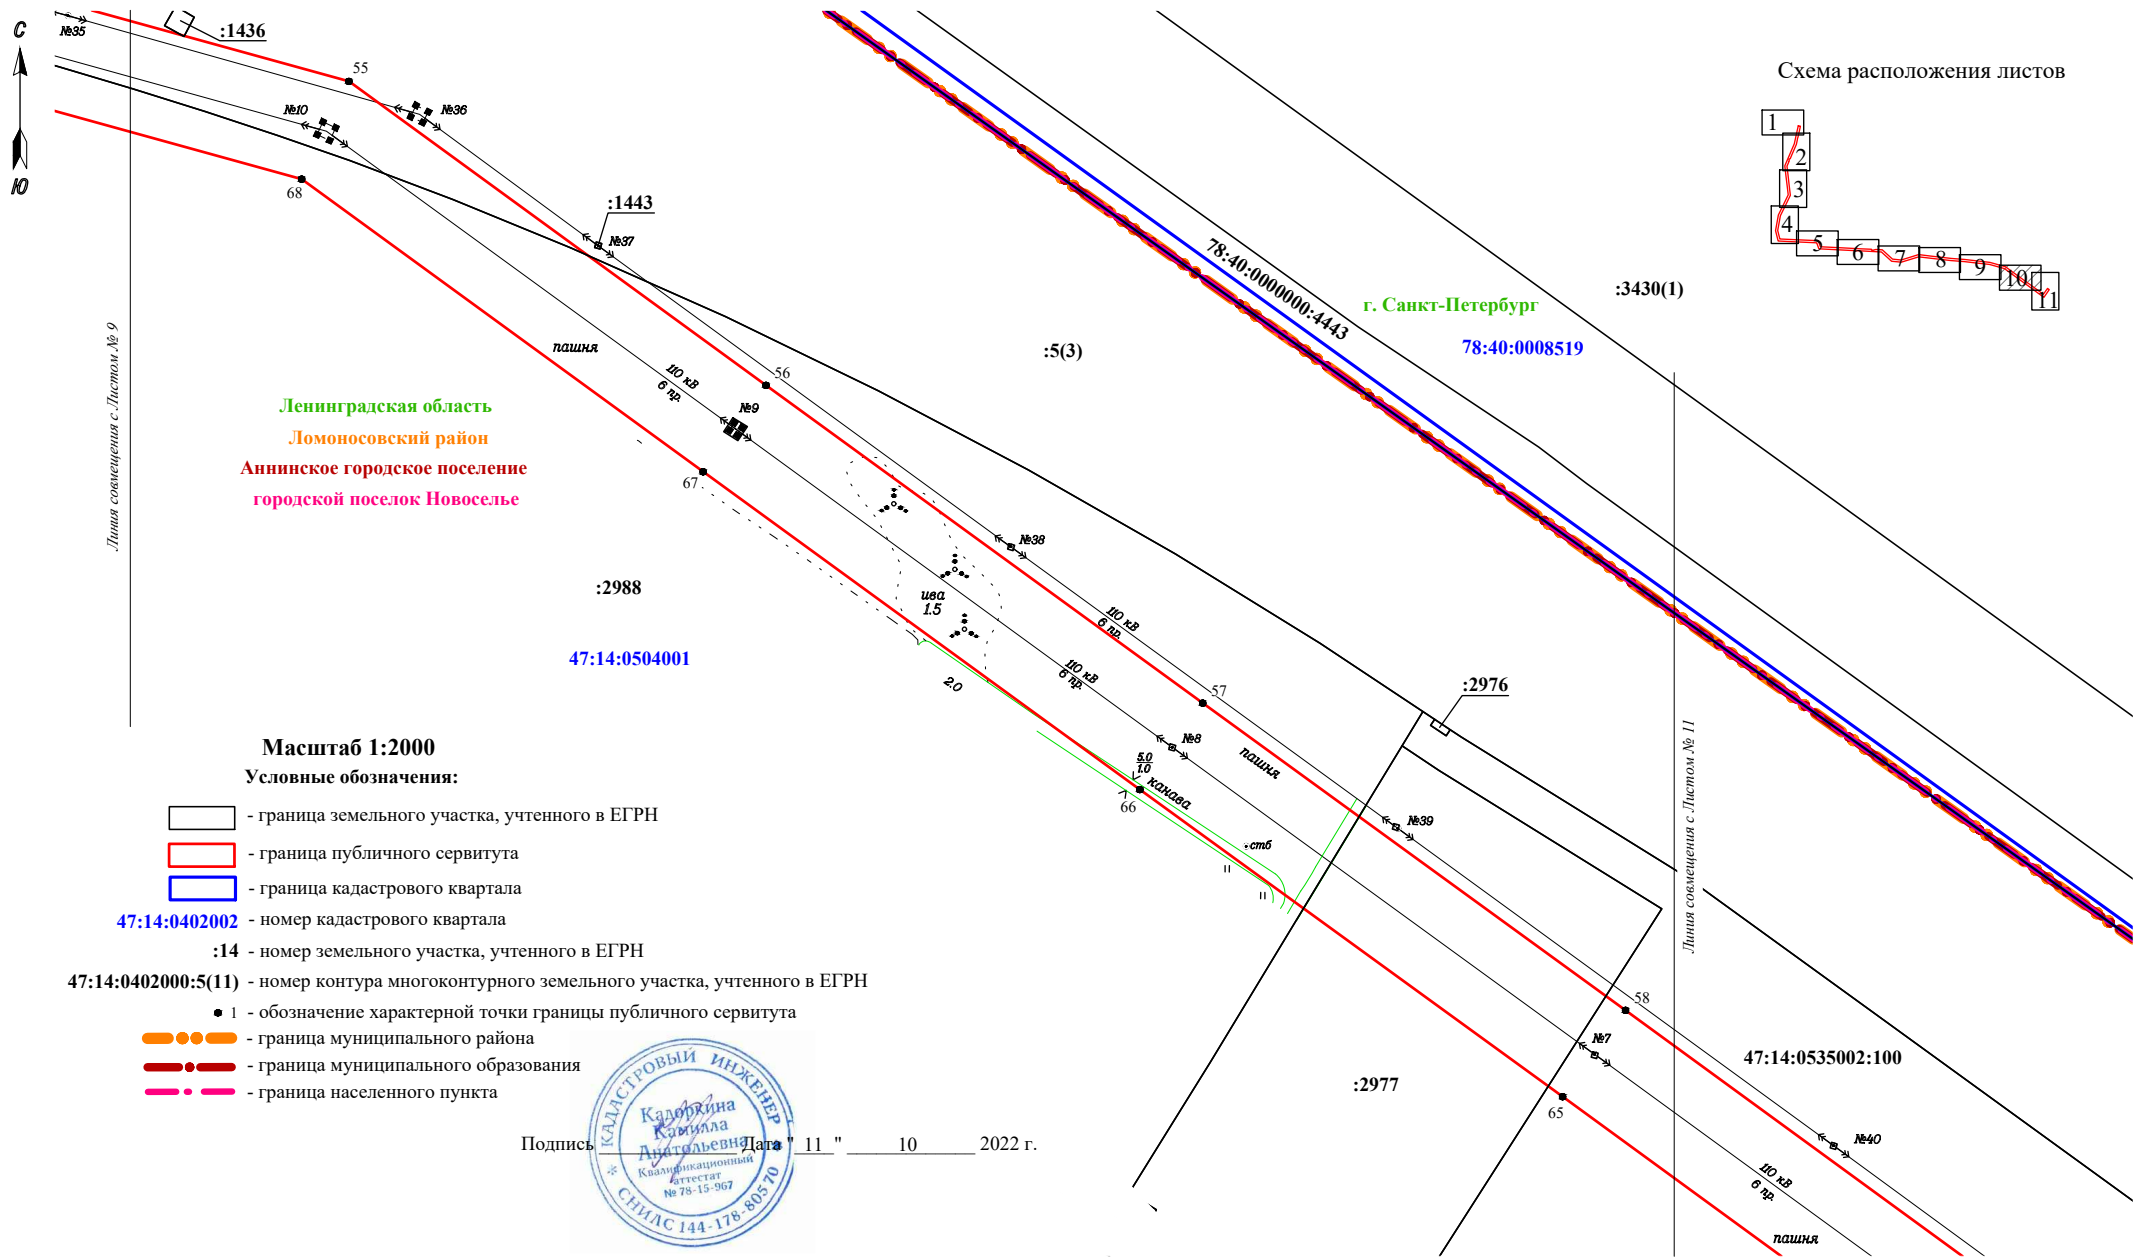 С
Ю
№35
:1436
55
№10
№36
68
:1443
№37
Схема расположения листов
1
2
3
4
5
6
7
8
9
10
11
78:40:0000000:4443
:3430(1)
г. Санкт-Петербург
78:40:0008519
:5(3)
Линия совмещения с Листом № 9
пашня
110 кВ
6 пр.
56
№9
Ленинградская область
Ломоносовский район
Аннинское городское поселение
городской поселок Новоселье
67
№38
ива
1.5
:2988
110 кВ
6 пр.
47:14:0504001
110 кВ
6 пр.
2.0
57
:2976
№8
пашня
5.0
1.0
канава
66
№39
стб
Линия совмещения с Листом № 11
58
№7
47:14:0535002:100
:2977
65
№40
110 кВ
6 пр.
пашня
Масштаб 1:2000
Условные обозначения:
- граница земельного участка, учтенного в ЕГРН
- граница публичного сервитута
- граница кадастрового квартала
47:14:0402002 - номер кадастрового квартала
:14 - номер земельного участка, учтенного в ЕГРН
47:14:0402000:5(11) - номер контура многоконтурного земельного участка, учтенного в ЕГРН
1 - обозначение характерной точки границы публичного сервитута
- граница муниципального района
- граница муниципального образования
- граница населенного пункта
КАДАСТРОВЫЙ ИНЖЕНЕР
Кадоркина
Камилла
Анатольевна
Квалификационный
аттестат
№ 78-15-967
СНИЛС 144-178-805 70
Подпись Дата " 11 " 10 2022 г.